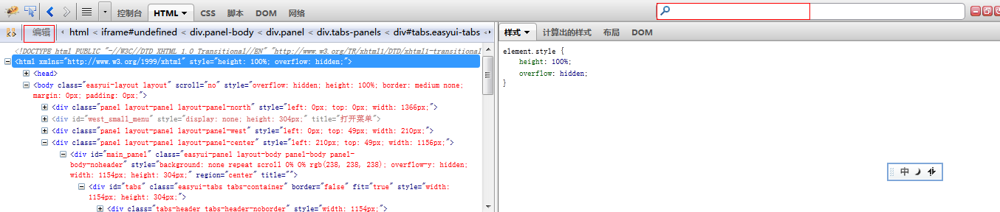 控制台 HTML CSS 脚本 DOM 网络
编辑 html < iframe#undefined < div.panel-body < div.panel < div.tabs-panels < div#tabs.easyui-tabs
样式 计算出的样式 布局 DOM
<!DOCTYPE html PUBLIC "-//W3C//DTD XHTML 1.0 Transitional//EN" "http://www.w3.org/TR/xhtml1/DTD/xhtml1-transitional
<html xmlns="http://www.w3.org/1999/xhtml" style="height: 100%; overflow: hidden;">
<head>
<body class="easyui-layout layout" scroll="no" style="overflow: hidden; height: 100%; border: medium none;
margin: 0px; padding: 0px;">
<div class="panel layout-panel layout-panel-north" style="left: 0px; top: 0px; width: 1366px;">
<div id="west_small_menu" style="display: none; height: 304px;" title="打开菜单">
<div class="panel layout-panel layout-panel-west" style="left: 0px; top: 49px; width: 210px;">
<div class="panel layout-panel layout-panel-center" style="left: 210px; top: 49px; width: 1156px;">
<div id="main_panel" class="easyui-panel layout-body panel-body panel-
body-noheader" style="background: none repeat scroll 0% 0% rgb(238, 238, 238); overflow-y: hidden;
width: 1154px; height: 304px;" region="center" title="">
<div id="tabs" class="easyui-tabs tabs-container" border="false" fit="true" style="width:
1154px; height: 304px;">
<div class="tabs-header tabs-header-noborder" style="width: 1154px;">
element.style {
height: 100%;
overflow: hidden;
}
中